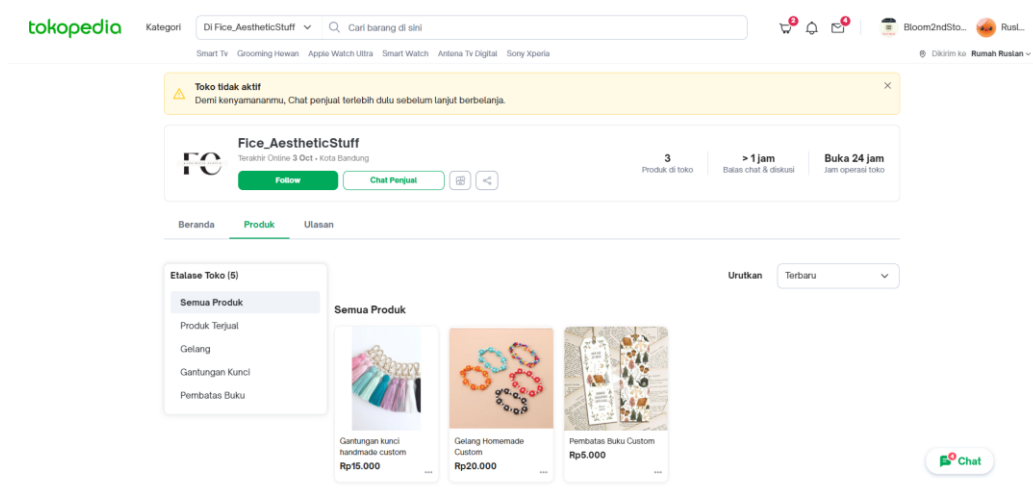 tokopedia
Kategori
Di Fice_AestheticStuff
Cari barang di sini
2
4
Bloom2ndSto...
Rusl...
Smart Tv Grooming Hewan Apple Watch Ultra Smart Watch Antena Tv Digital Sony Xperia
Dikirim ke Rumah Ruslan
Toko tidak aktif
Demi kenyamananmu, Chat penjual terlebih dulu sebelum lanjut berbelanja.
FC
Fice_AestheticStuff
Terakhir Online 3 Oct • Kota Bandung
Follow
Chat Penjual
3
Produk di toko
> 1 jam
Balas chat & diskusi
Buka 24 jam
Jam operasi toko
Beranda Produk Ulasan
Etalase Toko (5)
Semua Produk
Produk Terjual
Gelang
Gantungan Kunci
Pembatas Buku
Urutkan
Terbaru
Semua Produk
Gantungan kunci
handmade custom
Rp15.000
Gelang Homemade
Custom
Rp20.000
Pembatas Buku Custom
Rp5.000
Chat